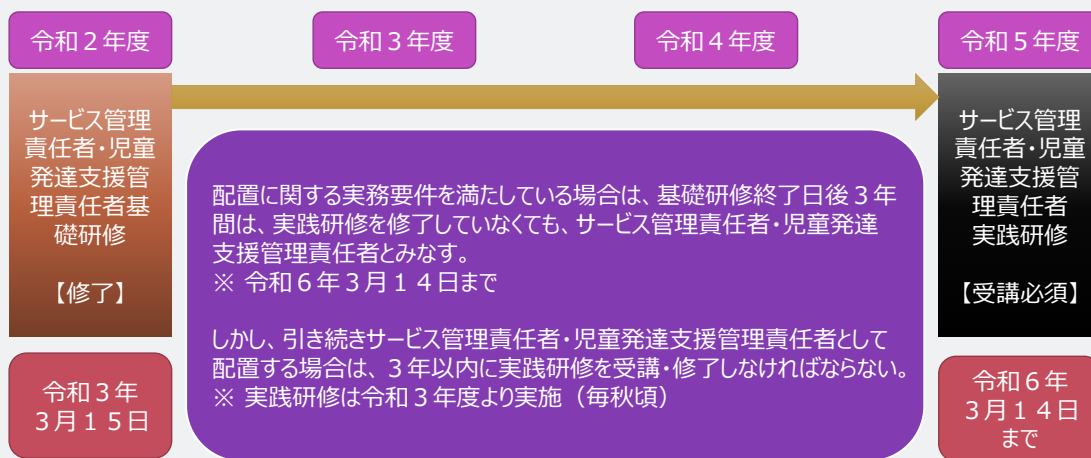 令和２年度
令和３年度
令和４年度
令和５年度
サービス管理
責任者・児童
発達支援管
理責任者基
礎研修
【修了】
令和３年
３月１５日
配置に関する実務要件を満たしている場合は、基礎研修終了日後３年
間は、実践研修を修了していなくても、サービス管理責任者・児童発達
支援管理責任者とみなす。
※ 令和６年３月１４日まで
しかし、引き続きサービス管理責任者・児童発達支援管理責任者として
配置する場合は、３年以内に実践研修を受講・修了しなければならない。
※ 実践研修は令和３年度より実施（毎秋頃）
サービス管理
責任者・児童
発達支援管
理責任者
実践研修
【受講必須】
令和６年
３月１４日
まで